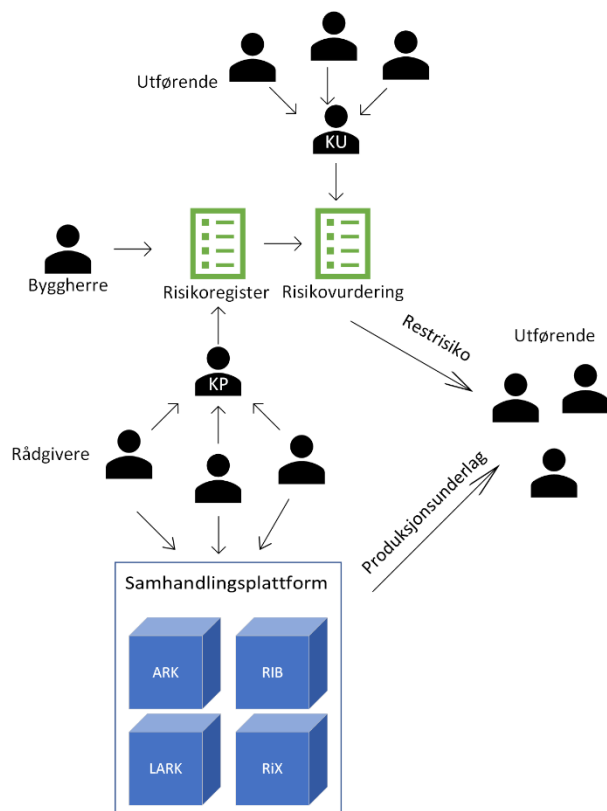 Utførende
KU
Byggherre
Risikoregister
Risikovurdering
Restrisiko
Utførende
KP
Rådgivere
Produksjonsunderlag
Samhandlingsplattform
ARK
RIB
LARK
RiX